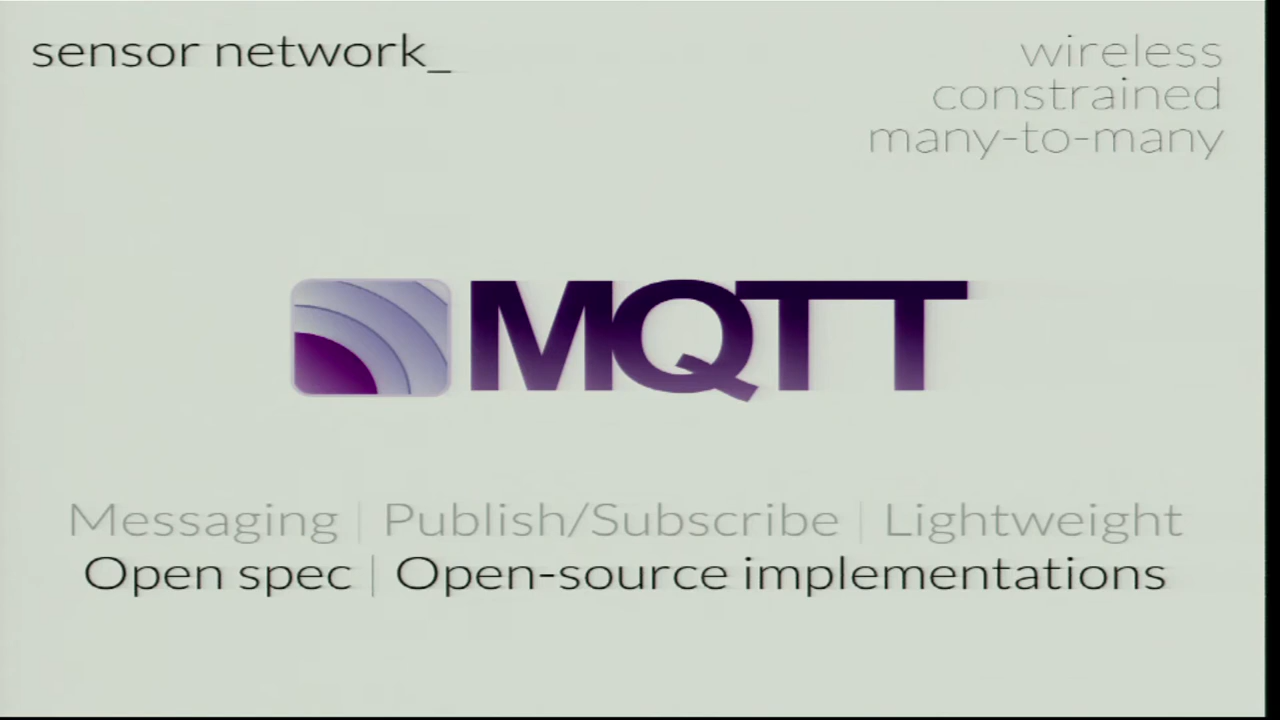 sensor network_
wireless
constrained
many-to-many
MQTT
Messaging | Publish/Subscribe | Lightweight
Open spec | Open-source implementations